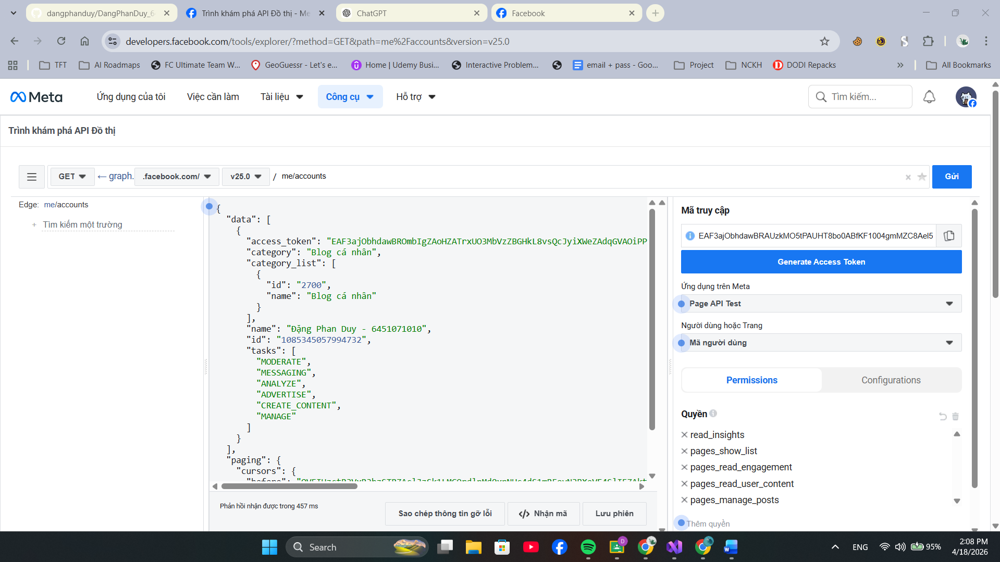 dangphanduy/DangPhanDuy_6
Trình khám phá API Đồ thị - Me
ChatGPT
Facebook
developers.facebook.com/tools/explorer/?method=GET&path=me%2Faccounts&version=v25.0
TFT
AI Roadmaps
FC Ultimate Team W...
GeoGuessr - Let's e...
Home | Udemy Busi...
Interactive Problem...
email + pass - Goo...
Project
NCKH
DODI Repacks
All Bookmarks
Meta
Ứng dụng của tôi
Việc cần làm
Tài liệu
Công cụ
Hỗ trợ
Tìm kiếm...
Trình khám phá API Đồ thị
GET
graph.
.facebook.com/
v25.0
/
me/accounts
Gửi
Edge: me/accounts
+ Tìm kiếm một trường
{
"data": [
{
"access_token": "EAF3ajObhdawBROmbIgZAoHZATrxUO3MbVzZBGHkL8vsQcJyiXWeZAdqGVAOiPP
"category": "Blog cá nhân",
"category_list": [
{
"id": "2700",
"name": "Blog cá nhân"
}
],
"name": "Đặng Phan Duy - 6451071010",
"id": "1085345057994732",
"tasks": [
"MODERATE",
"MESSAGING",
"ANALYZE",
"ADVERTISE",
"CREATE_CONTENT",
"MANAGE"
]
}
],
"paging": {
"cursors": {
Phản hồi nhận được trong 457 ms
Sao chép thông tin gỡ lỗi
</> Nhận mã
Lưu phiên
Mã truy cập
EAF3ajObhdawBRAUzkMO5tPAUHT8bo0ABfKF1004gmMZC8Ael5
Generate Access Token
Ứng dụng trên Meta
Page API Test
Người dùng hoặc Trang
Mã người dùng
Permissions
Configurations
Quyền
read_insights
pages_show_list
pages_read_engagement
pages_read_user_content
pages_manage_posts
Thêm quyền
Search
ENG
95%
2:08 PM
4/18/2026